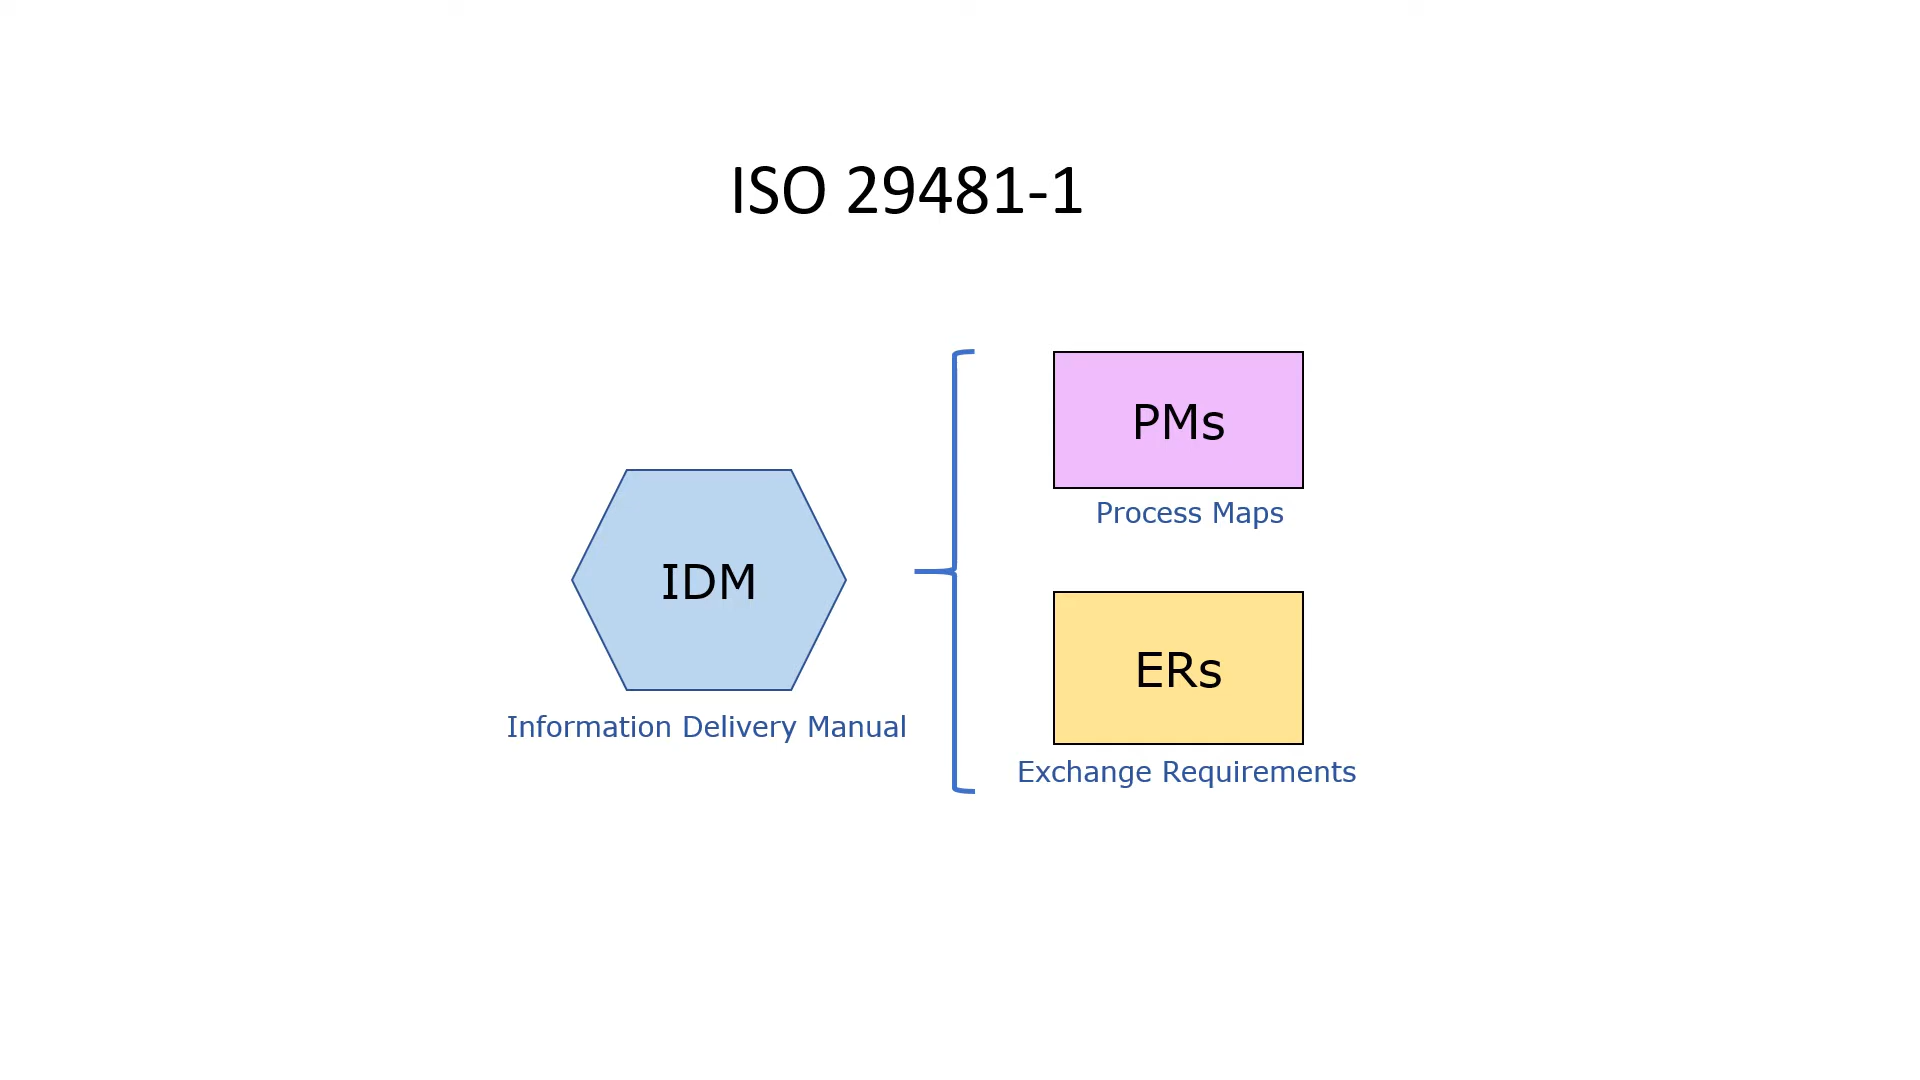 ISO 29481-1
IDM
Information Delivery Manual
PMs
Process Maps
ERs
Exchange Requirements